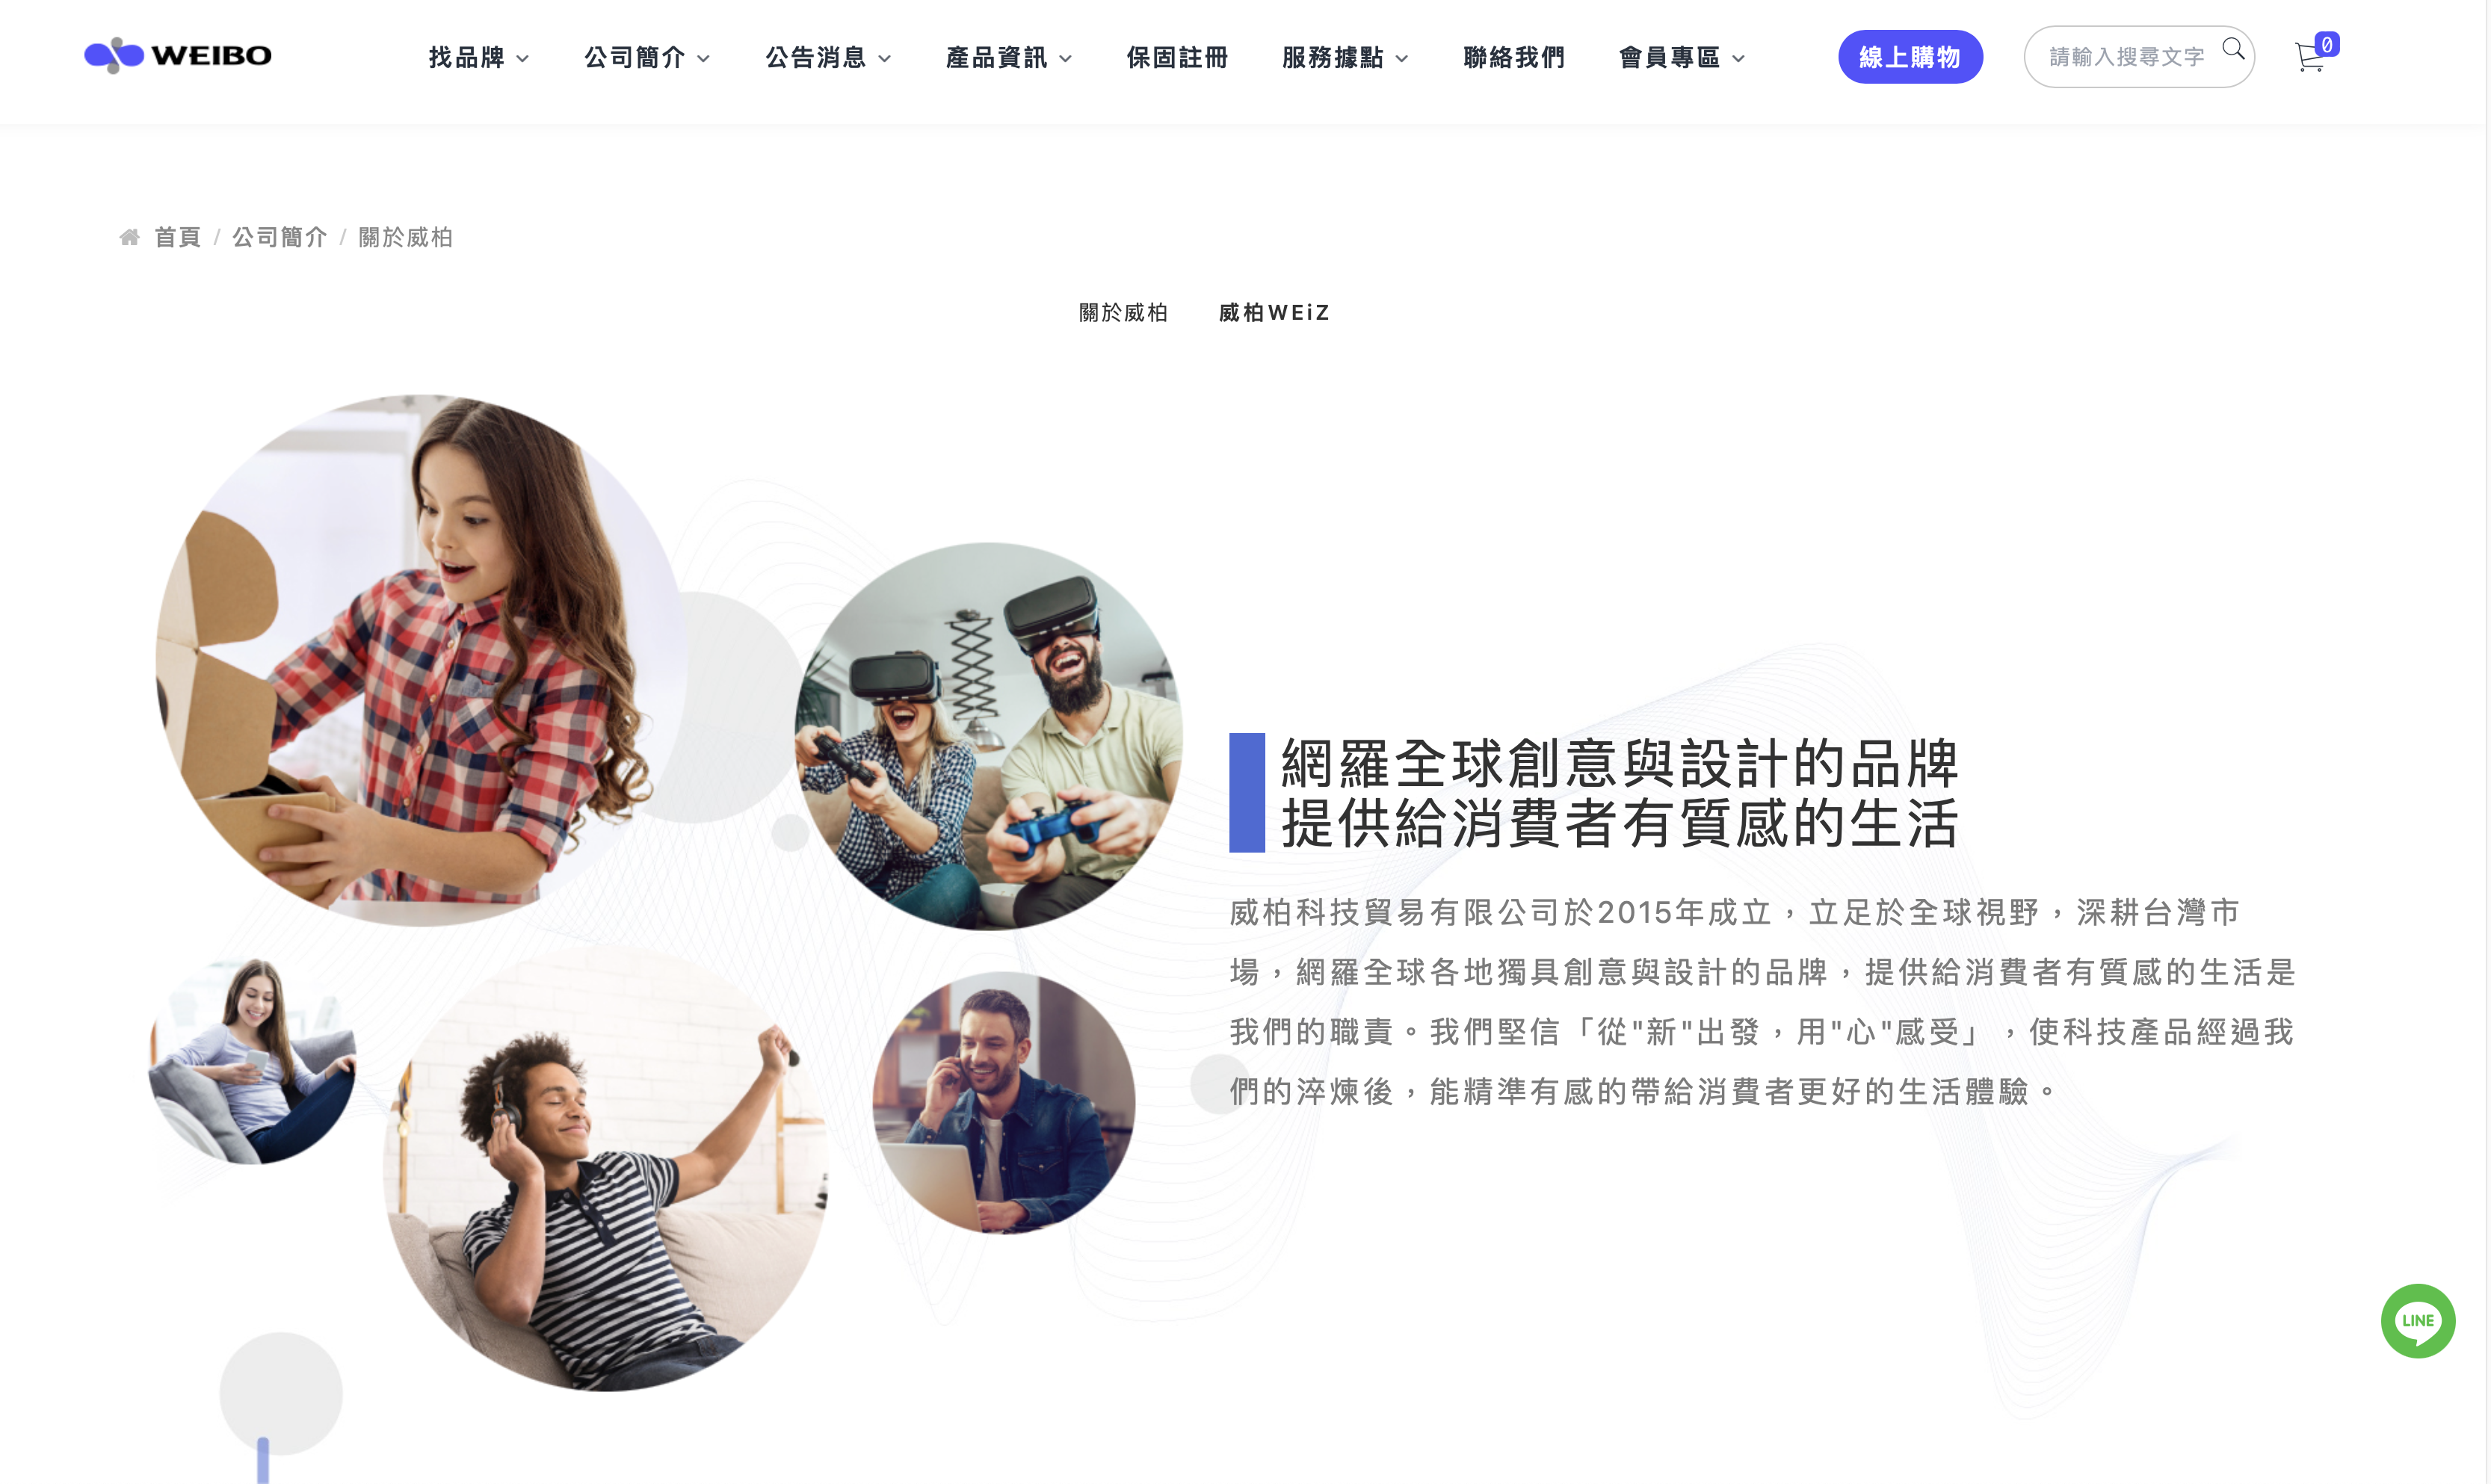 WEIBO
找品牌
公司簡介
公告消息
產品資訊
保固註冊
服務據點
聯絡我們
會員專區
線上購物
請輸入搜尋文字
0
首頁 / 公司簡介 / 關於威柏
關於威柏
威柏WEiZ
網羅全球創意與設計的品牌
提供給消費者有質感的生活
威柏科技貿易有限公司於2015年成立，立足於全球視野，深耕台灣市
場，網羅全球各地獨具創意與設計的品牌，提供給消費者有質感的生活是
我們的職責。我們堅信「從"新"出發，用"心"感受」，使科技產品經過我
們的淬煉後，能精準有感的帶給消費者更好的生活體驗。
LINE